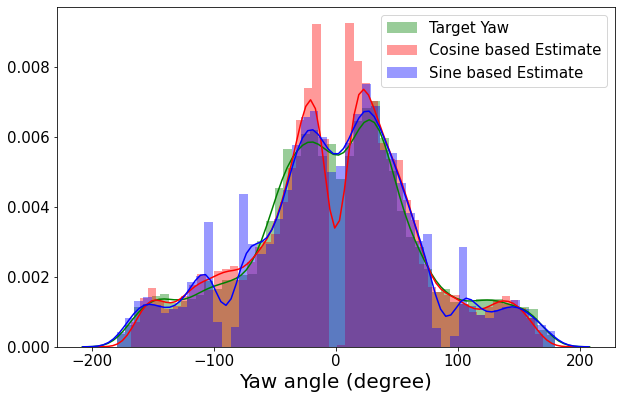 Target Yaw
Cosine based Estimate
Sine based Estimate
0.008
0.006
0.004
0.002
0.000
−200
−100
0
100
200
Yaw angle (degree)